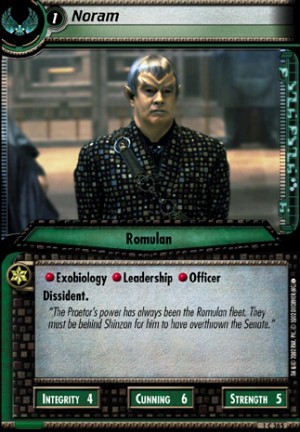 1 Noram
Romulan
Exobiology Leadership Officer
Dissident.
"The Praetor's power has always been the Romulan fleet. They
must be behind Shinzon for him to have overthrown the Senate."
INTEGRITY 4 CUNNING 6 STRENGTH 5